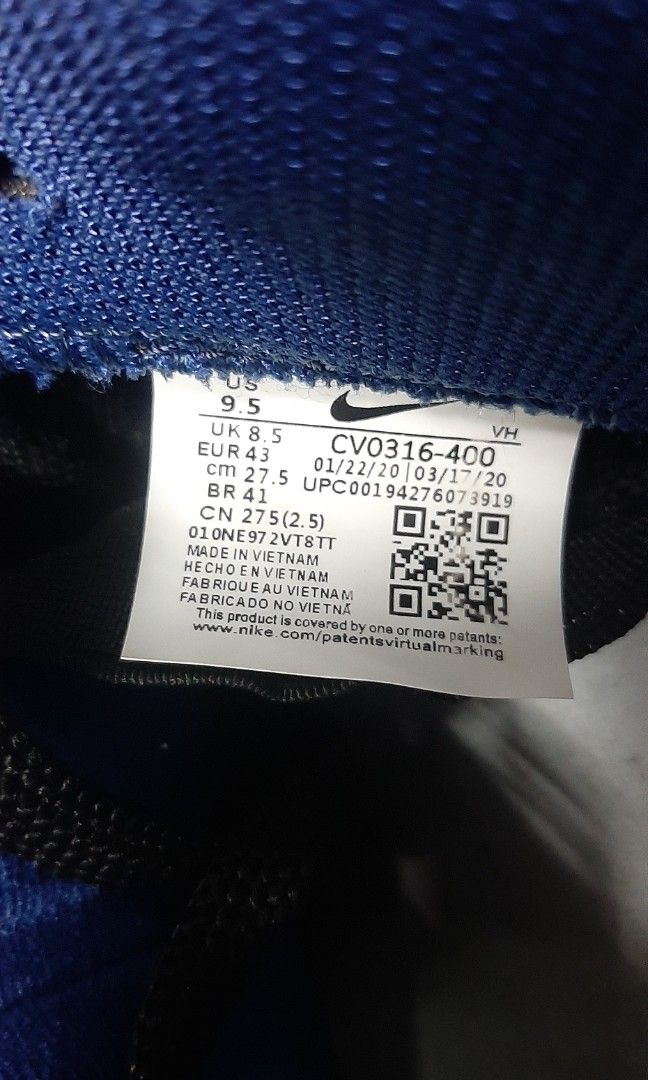 US
9.5
UK 8.5
EUR 43
cm 27.5
BR 41
CN 275(2.5)
VH
CV0316-400
01/22/20 | 03/17/20
UPC00194276073919
010NE972VT8TT
MADE IN VIETNAM
HECHO EN VIETNAM
FABRIQUE AU VIETNAM
FABRICADO NO VIETNÃ
This product is covered by one or more patents:
www.nike.com/patentsvirtualmarking